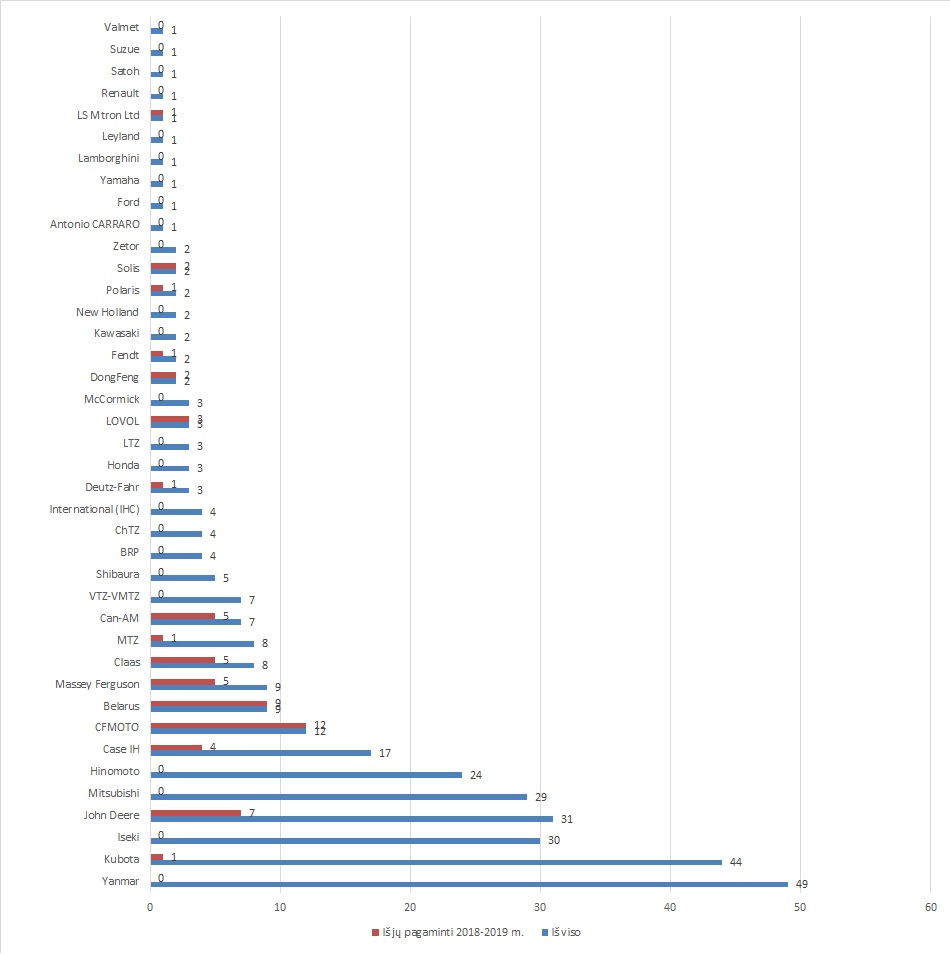 Valmet 0 1
Suzue 0 1
Satoh 0 1
Renault 0 1
LS Mtron Ltd 1 1
Leyland 0 1
Lamborghini 0 1
Yamaha 0 1
Ford 0 1
Antonio CARRARO 0 1
Zetor 0 2
Solis 2 2
Polaris 1 2
New Holland 0 2
Kawasaki 0 2
Fendt 1 2
DongFeng 2 2
McCormick 0 3
LOVOL 3 3
LTZ 0 3
Honda 0 3
Deutz-Fahr 1 3
International (IHC) 0 4
ChTZ 0 4
BRP 0 4
Shibaura 0 5
VTZ-VMTZ 0 7
Can-AM 5 7
MTZ 1 8
Claas 5 8
Massey Ferguson 5 9
Belarus 9 9
CFMOTO 12 12
Case IH 4 17
Hinomoto 0 24
Mitsubishi 0 29
John Deere 7 31
Iseki 0 30
Kubota 1 44
Yanmar 0 49
0 10 20 30 40 50 60
Iš jų pagaminti 2018-2019 m. Iš viso